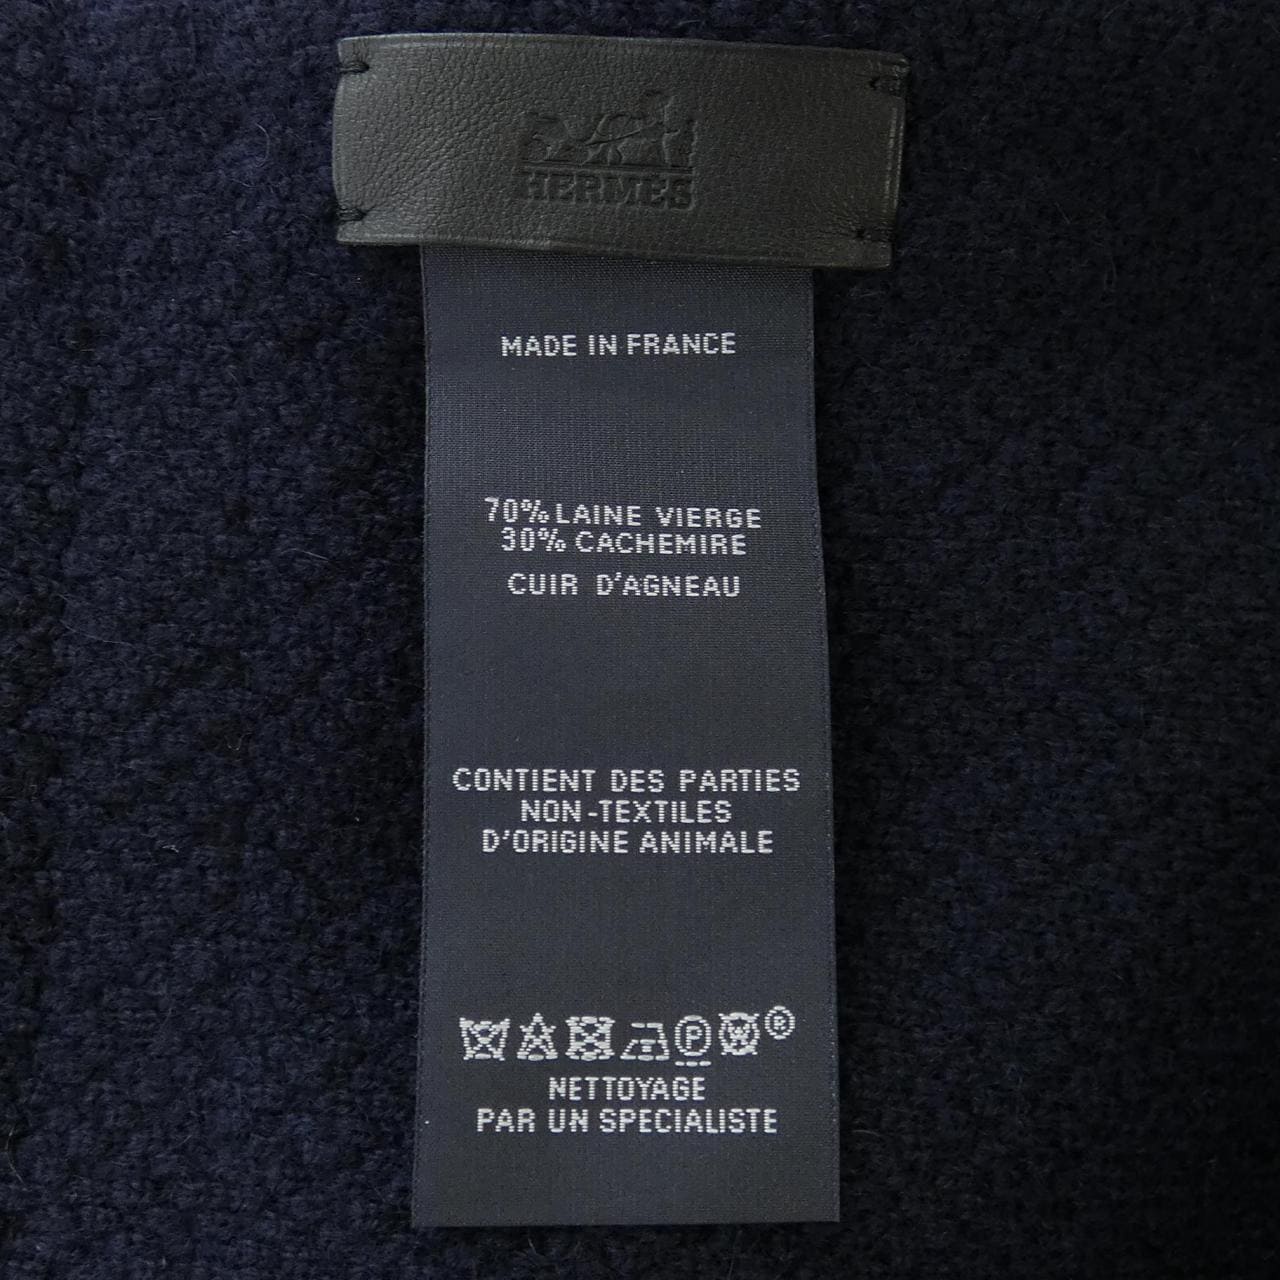 HERMÈS
MADE IN FRANCE
70% LAINE VIERGE
30% CACHEMIRE
CUIR D'AGNEAU
CONTIENT DES PARTIES
NON-TEXTILES
D'ORIGINE ANIMALE
P W ®
NETTOYAGE
PAR UN SPECIALISTE